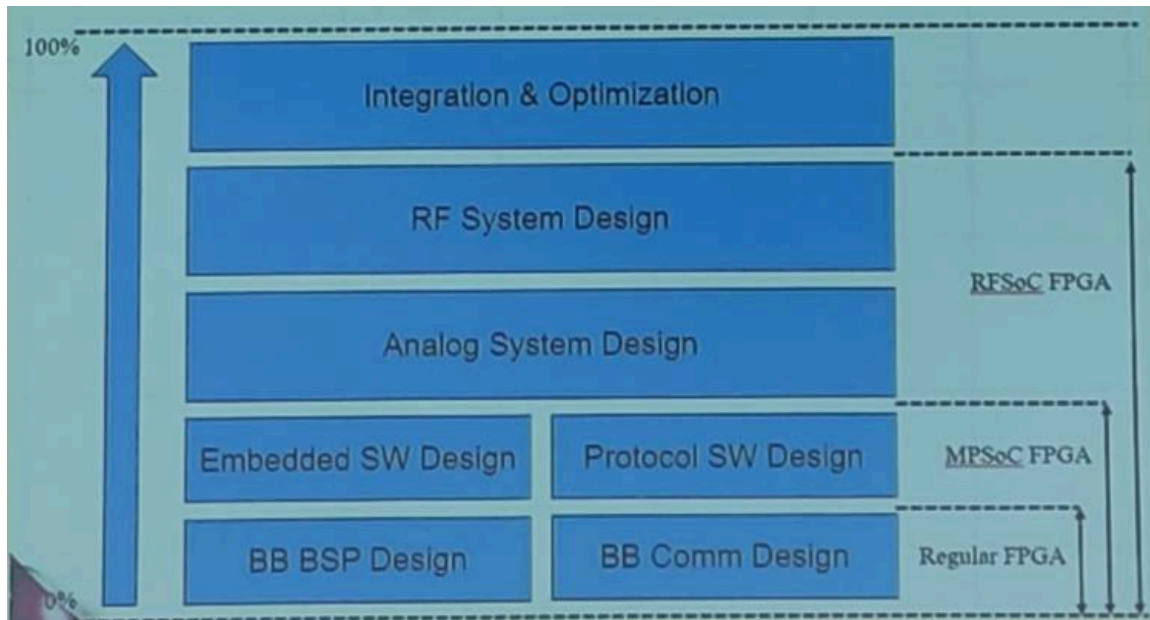 100%
Integration & Optimization
RF System Design
RFSoC FPGA
Analog System Design
Embedded SW Design
Protocol SW Design
MPSoC FPGA
BB BSP Design
BB Comm Design
Regular FPGA
0%